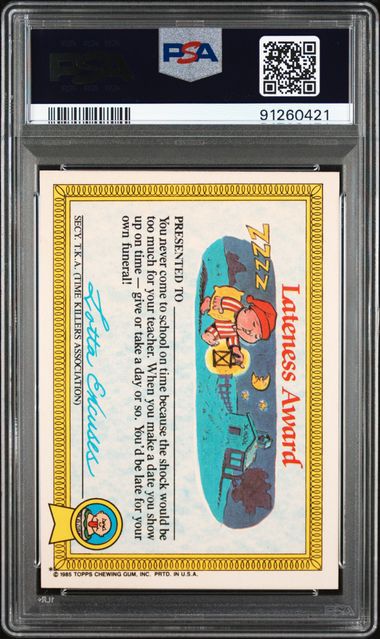 PSA
PSA
91260421
Lateness Award
ZZZZ
PRESENTED TO
You never come to school on time because the shock would be
too much for your teacher. When you make a date you show
up on time — give or take a day or so. You'd be late for your
own funeral!
Lotta Excuses
SECY. T.K.A. (TIME KILLERS ASSOCIATION)
* © 1985 TOPPS CHEWING GUM, INC. PRTD. IN U.S.A.
PSA